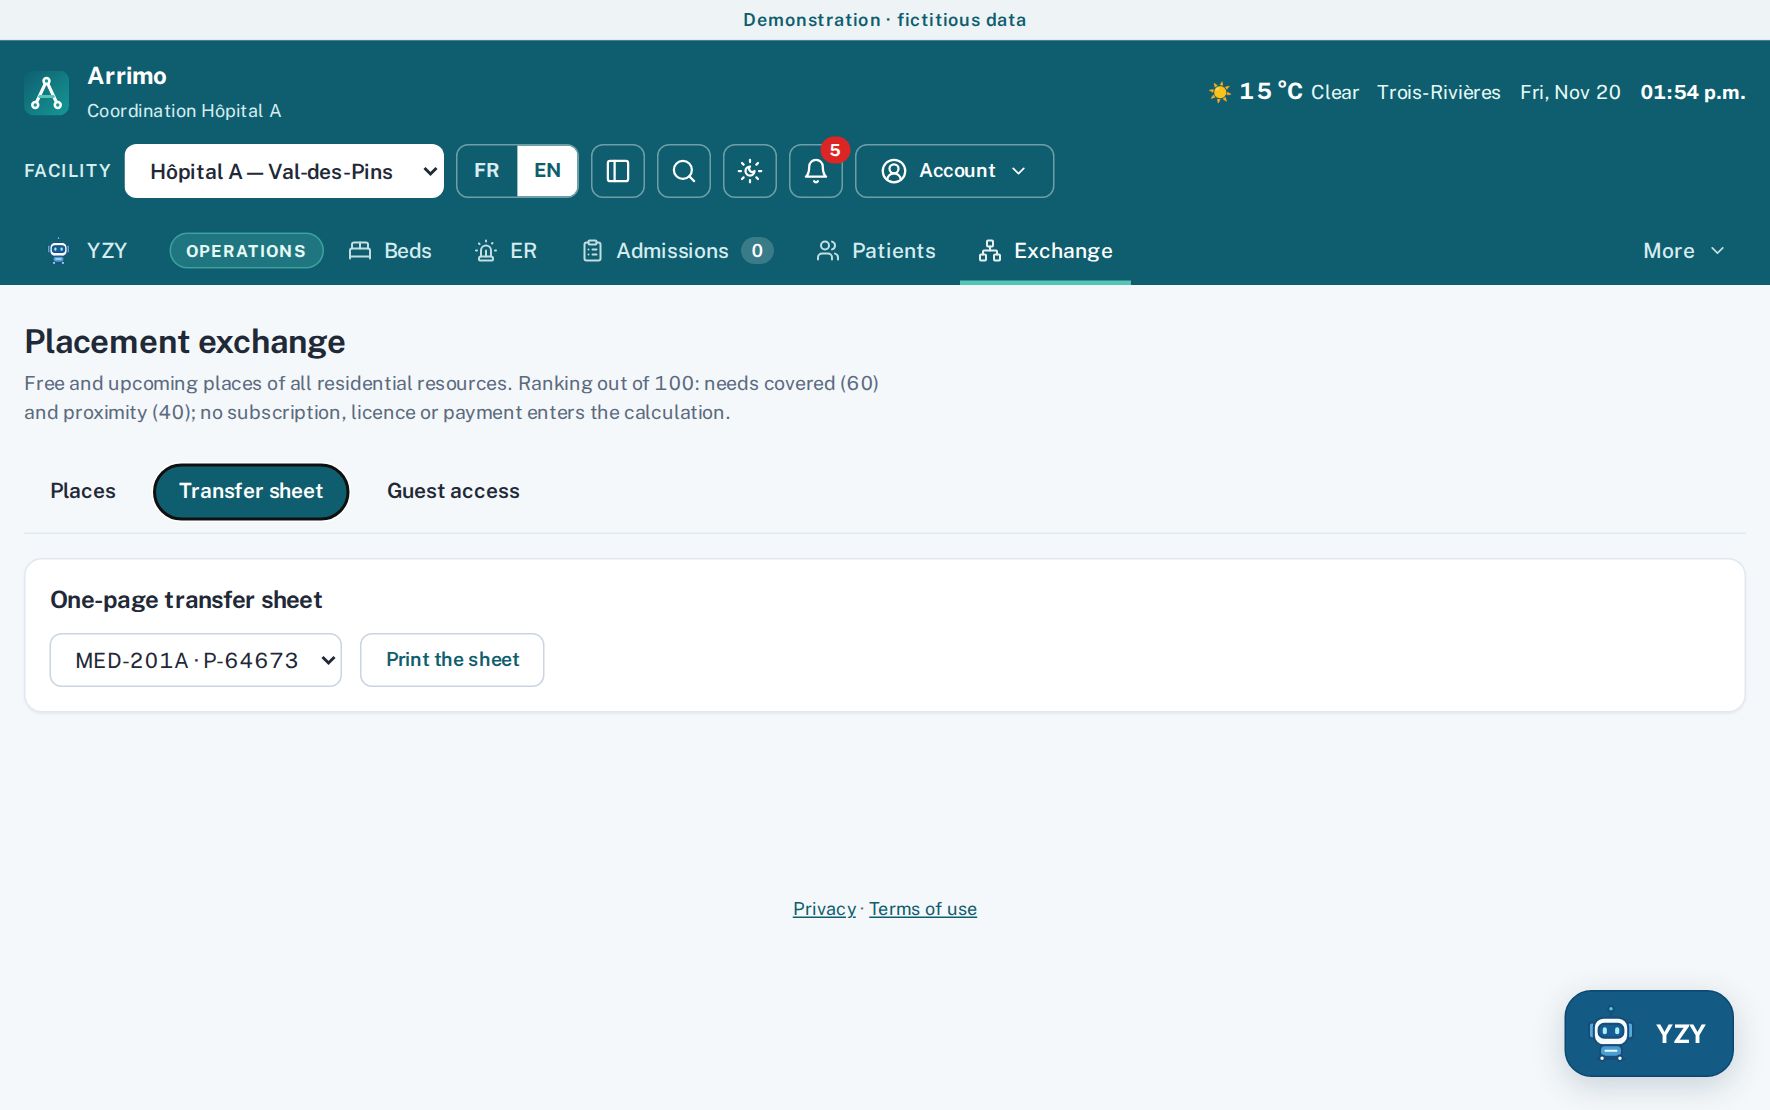 Demonstration · fictitious data
Arrimo
Coordination Hôpital A
☀️ 15 °C Clear Trois-Rivières Fri, Nov 20 01:54 p.m.
FACILITY Hôpital A — Val-des-Pins FR EN 5 Account
YZY OPERATIONS Beds ER Admissions 0 Patients Exchange More
Placement exchange
Free and upcoming places of all residential resources. Ranking out of 100: needs covered (60)
and proximity (40); no subscription, licence or payment enters the calculation.
Places Transfer sheet Guest access
One-page transfer sheet
MED-201A · P-64673 Print the sheet
Privacy · Terms of use
YZY